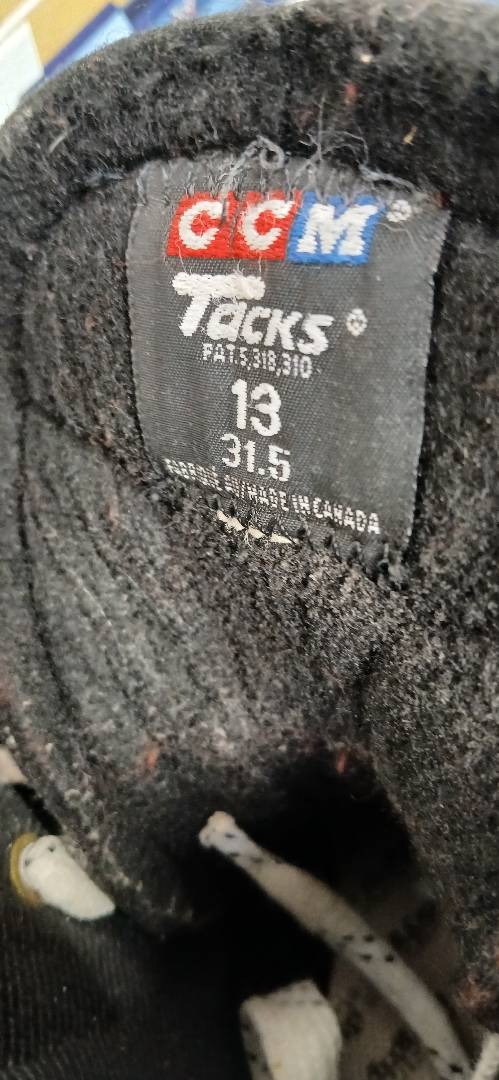 CCM®
Tacks®
PAT.5,318,310
13
31.5
MADE IN CANADA